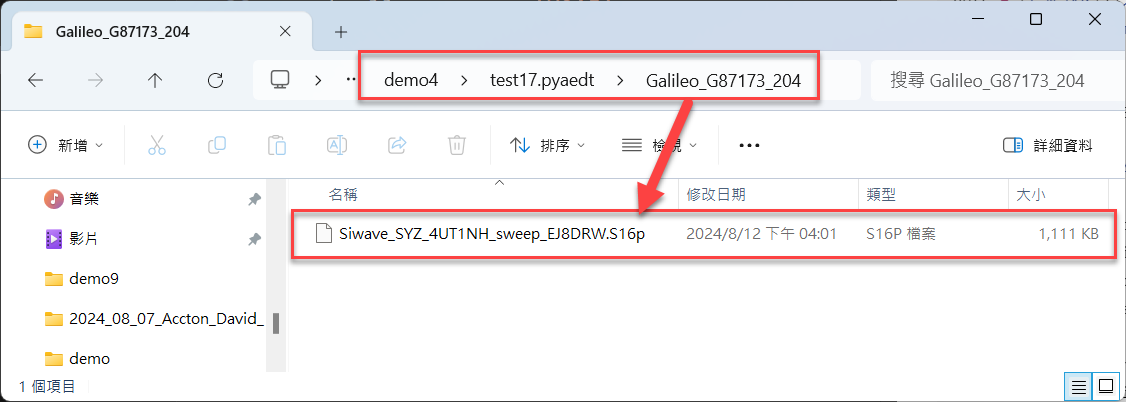 Galileo_G87173_204
demo4 > test17.pyaedt > Galileo_G87173_204
搜尋 Galileo_G87173_204
新增
排序
檢視
詳細資料
名稱 修改日期 類型 大小
音樂
影片
demo9
2024_08_07_Accton_David_
demo
Siwave_SYZ_4UT1NH_sweep_EJ8DRW.S16p 2024/8/12 下午 04:01 S16P 檔案 1,111 KB
1 個項目